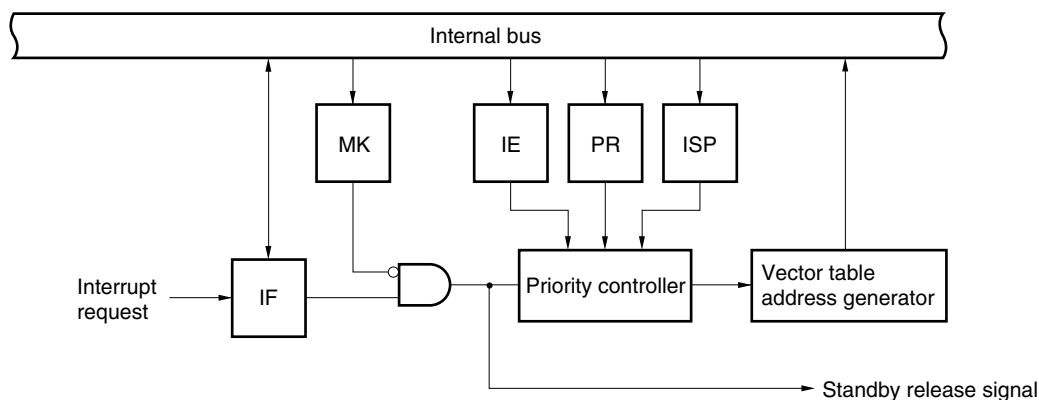 Internal bus
MK
IE
PR
ISP
Interrupt
request
IF
Priority controller
Vector table
address generator
Standby release signal